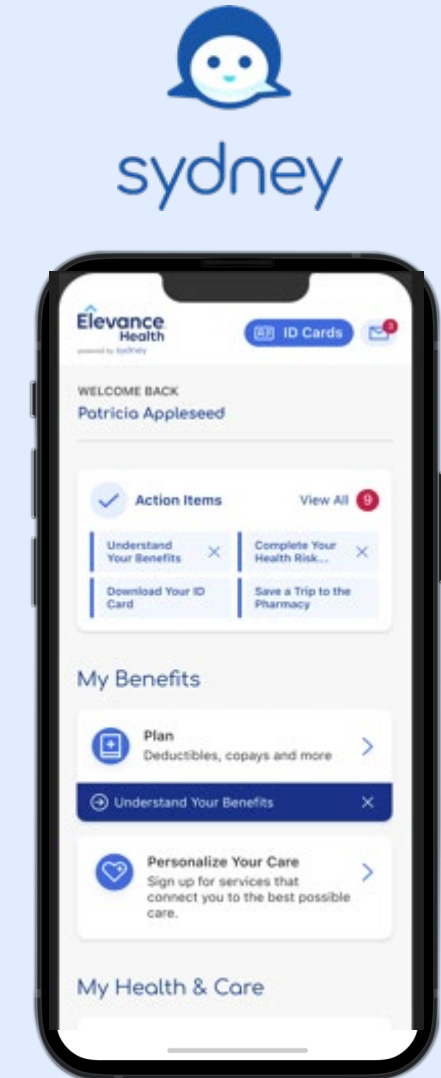 sydney
Elevance
Health
powered by sydney
ID Cards
3
WELCOME BACK
Patricia Appleseed
Action Items
View All 9
Understand
Your Benefits
Complete Your
Health Risk...
Download Your ID
Card
Save a Trip to the
Pharmacy
My Benefits
Plan
Deductibles, copays and more
Understand Your Benefits
Personalize Your Care
Sign up for services that
connect you to the best possible
care.
My Health & Care